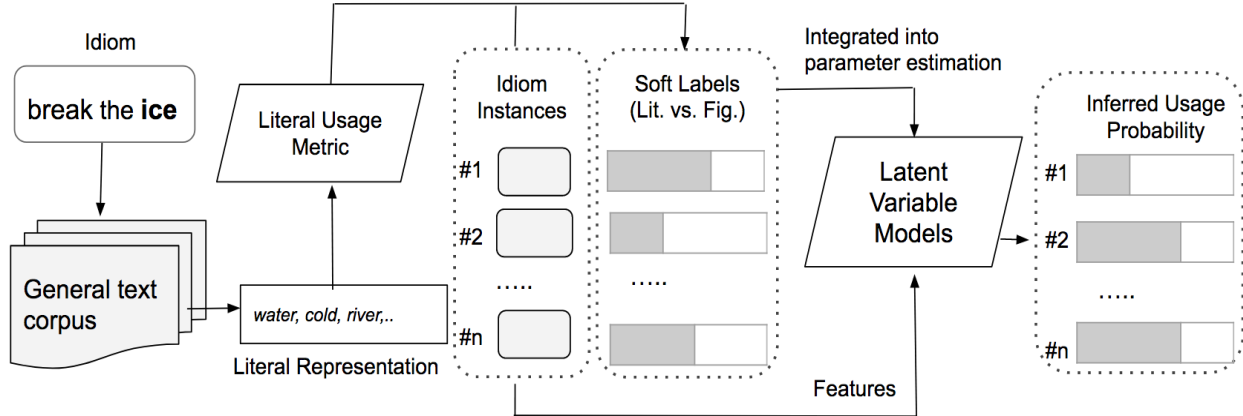 Idiom
break the ice
General text
corpus
Literal Usage
Metric
water, cold, river,..
Literal Representation
Idiom
Instances
#1
#2
.....
#n
Soft Labels
(Lit. vs. Fig.)
.....
Integrated into
parameter estimation
Latent
Variable
Models
Features
Inferred Usage
Probability
#1
#2
.....
#n